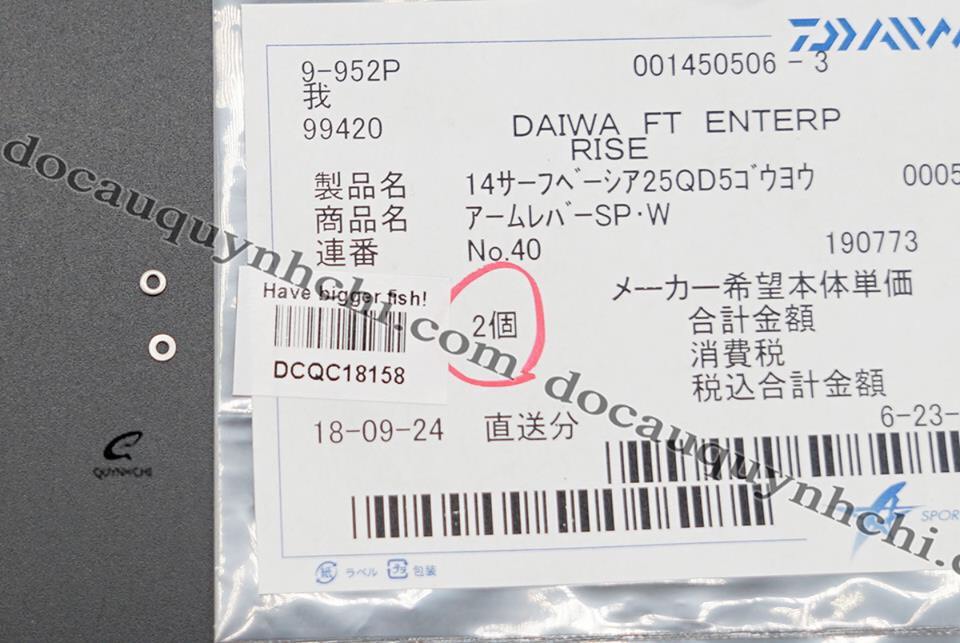 DAIWA
9-952P
001450506 - 3
我
99420
DAIWA FT ENTERP
RISE
製品名
14サーフベーシア25QD5ゴウヨウ
0005
商品名
アームレバーSP·W
連番
No.40
190773
Have bigger fish!
DCQC18158
2個
メーカー希望本体単価
合計金額
消費税
税込合計金額
18-09-24
直送分
6-23-
SPOR
紙 ラベル
プラ 包装
QUYNHCHI
docauquynhchi.com
docauquynhchi.c